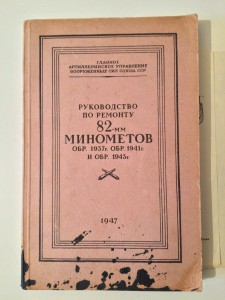 ГЛАВНОЕ
АРТИЛЛЕРИЙСКОЕ УПРАВЛЕНИЕ
ВООРУЖЕННЫХ СИЛ СОЮЗА ССР
РУКОВОДСТВО
ПО РЕМОНТУ
82-мм
МИНОМЕТОВ
ОБР. 1937г. ОБР. 1941г.
И ОБР. 1943г.
1947